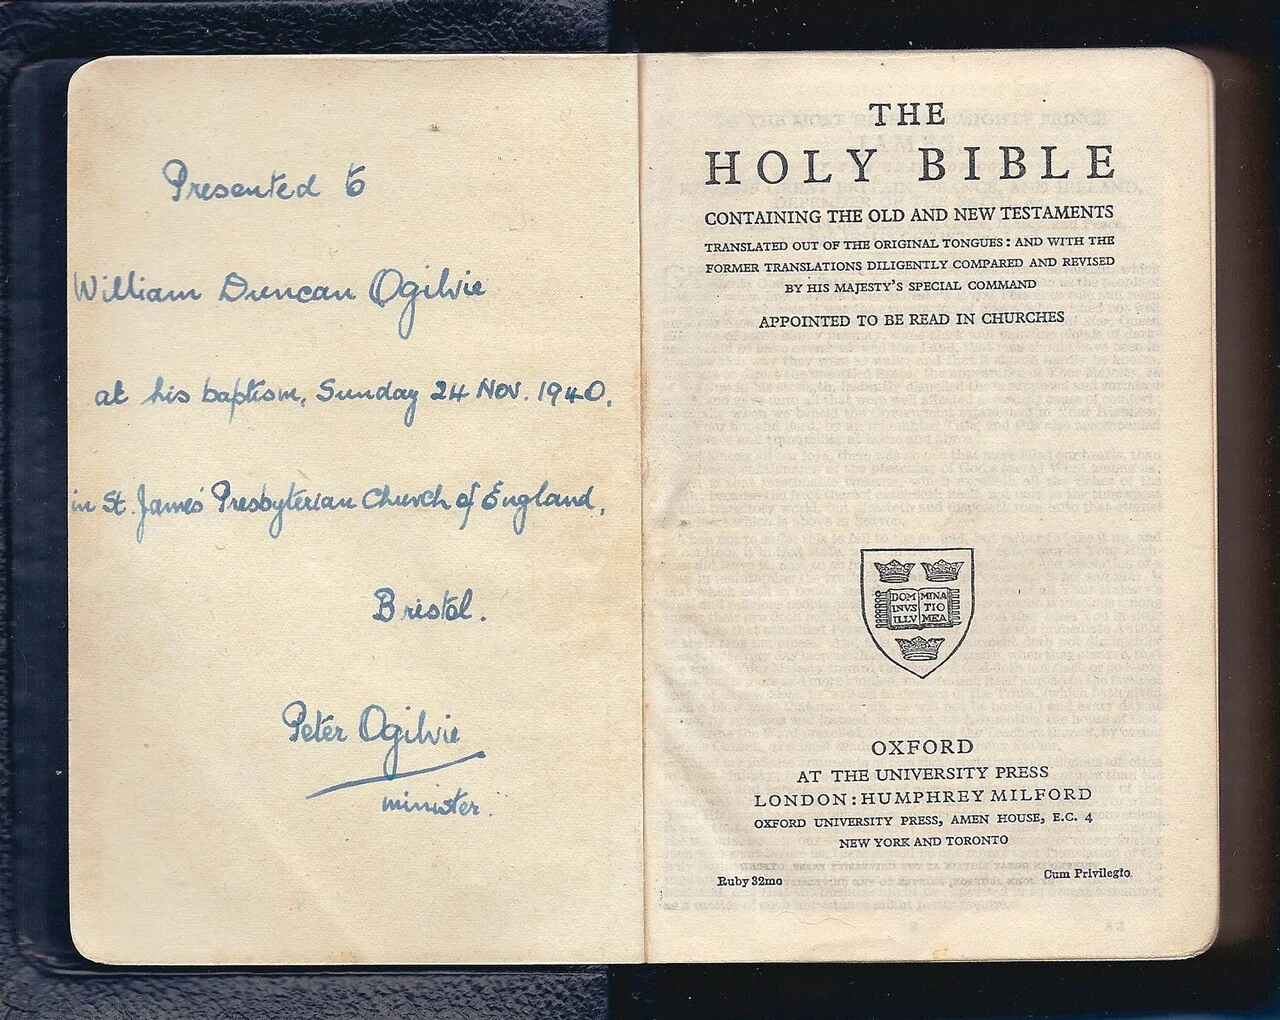 Presented to
William Duncan Ogilvie
at his baptism, Sunday 24 Nov. 1940,
in St. James' Presbyterian Church of England,
Bristol.
Peter Ogilvie
minister.
THE
HOLY BIBLE
CONTAINING THE OLD AND NEW TESTAMENTS
TRANSLATED OUT OF THE ORIGINAL TONGUES: AND WITH THE
FORMER TRANSLATIONS DILIGENTLY COMPARED AND REVISED
BY HIS MAJESTY'S SPECIAL COMMAND
APPOINTED TO BE READ IN CHURCHES
DOM MINA
INVS TIO
ILLV MEA
OXFORD
AT THE UNIVERSITY PRESS
LONDON: HUMPHREY MILFORD
OXFORD UNIVERSITY PRESS, AMEN HOUSE, E.C. 4
NEW YORK AND TORONTO
Ruby 32mo
Cum Privilegio